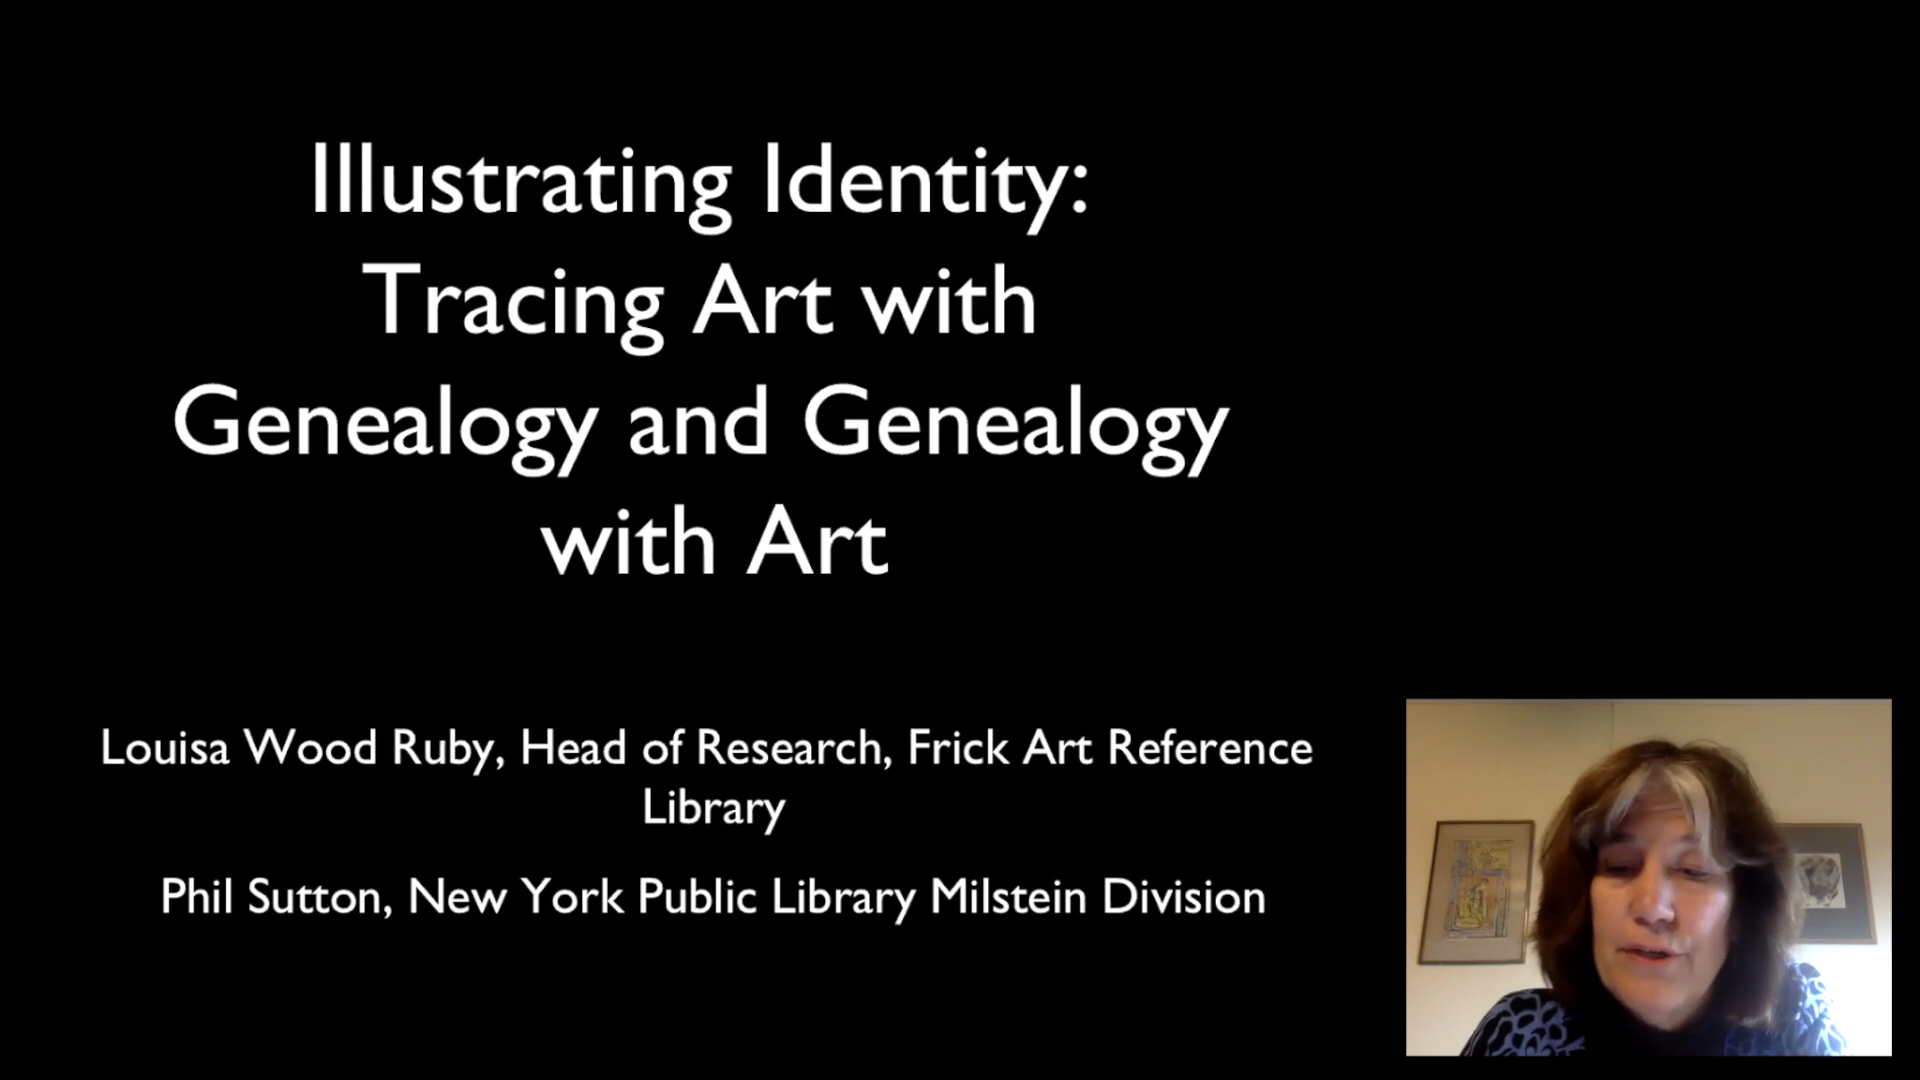 Illustrating Identity:
Tracing Art with
Genealogy and Genealogy
with Art
Louisa Wood Ruby, Head of Research, Frick Art Reference
Library
Phil Sutton, New York Public Library Milstein Division